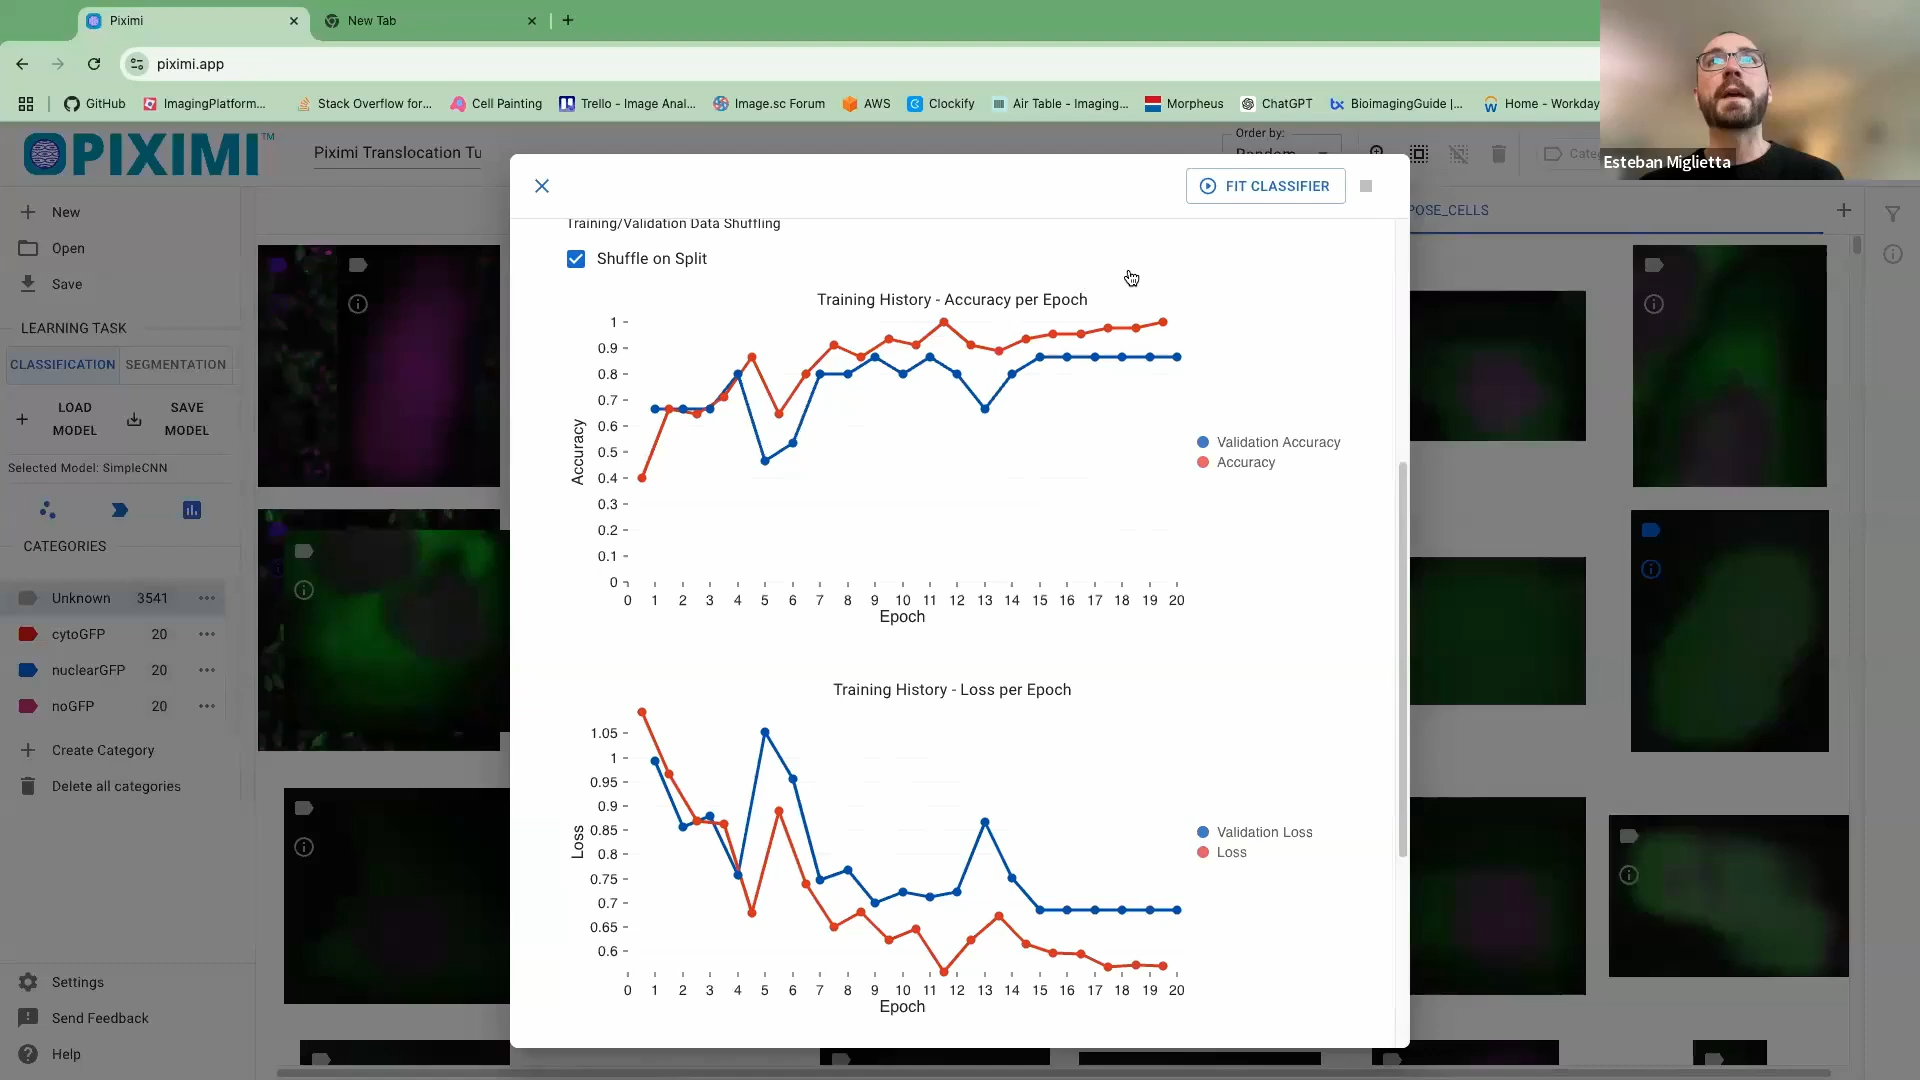 Piximi
New Tab
piximi.app
GitHub
ImagingPlatform...
Stack Overflow for...
Cell Painting
Trello - Image Anal...
Image.sc Forum
AWS
Clockify
Air Table - Imaging...
Morpheus
ChatGPT
BioimagingGuide |...
Home - Workday
Esteban Miglietta
PIXIMI™
Piximi Translocation Tu
Order by:
Random
Cate
FIT CLASSIFIER
POSE_CELLS
New
Open
Save
LEARNING TASK
CLASSIFICATION
SEGMENTATION
LOAD MODEL
SAVE MODEL
Selected Model: SimpleCNN
CATEGORIES
Unknown 3541
cytoGFP 20
nuclearGFP 20
noGFP 20
Create Category
Delete all categories
Settings
Send Feedback
Help
Training/Validation Data Shuffling
Shuffle on Split
Training History - Accuracy per Epoch
1
0.9
0.8
0.7
0.6
0.5
0.4
0.3
0.2
0.1
0
Accuracy
0 1 2 3 4 5 6 7 8 9 10 11 12 13 14 15 16 17 18 19 20
Epoch
Validation Accuracy
Accuracy
Training History - Loss per Epoch
1.05
1
0.95
0.9
0.85
0.8
0.75
0.7
0.65
0.6
Loss
0 1 2 3 4 5 6 7 8 9 10 11 12 13 14 15 16 17 18 19 20
Epoch
Validation Loss
Loss